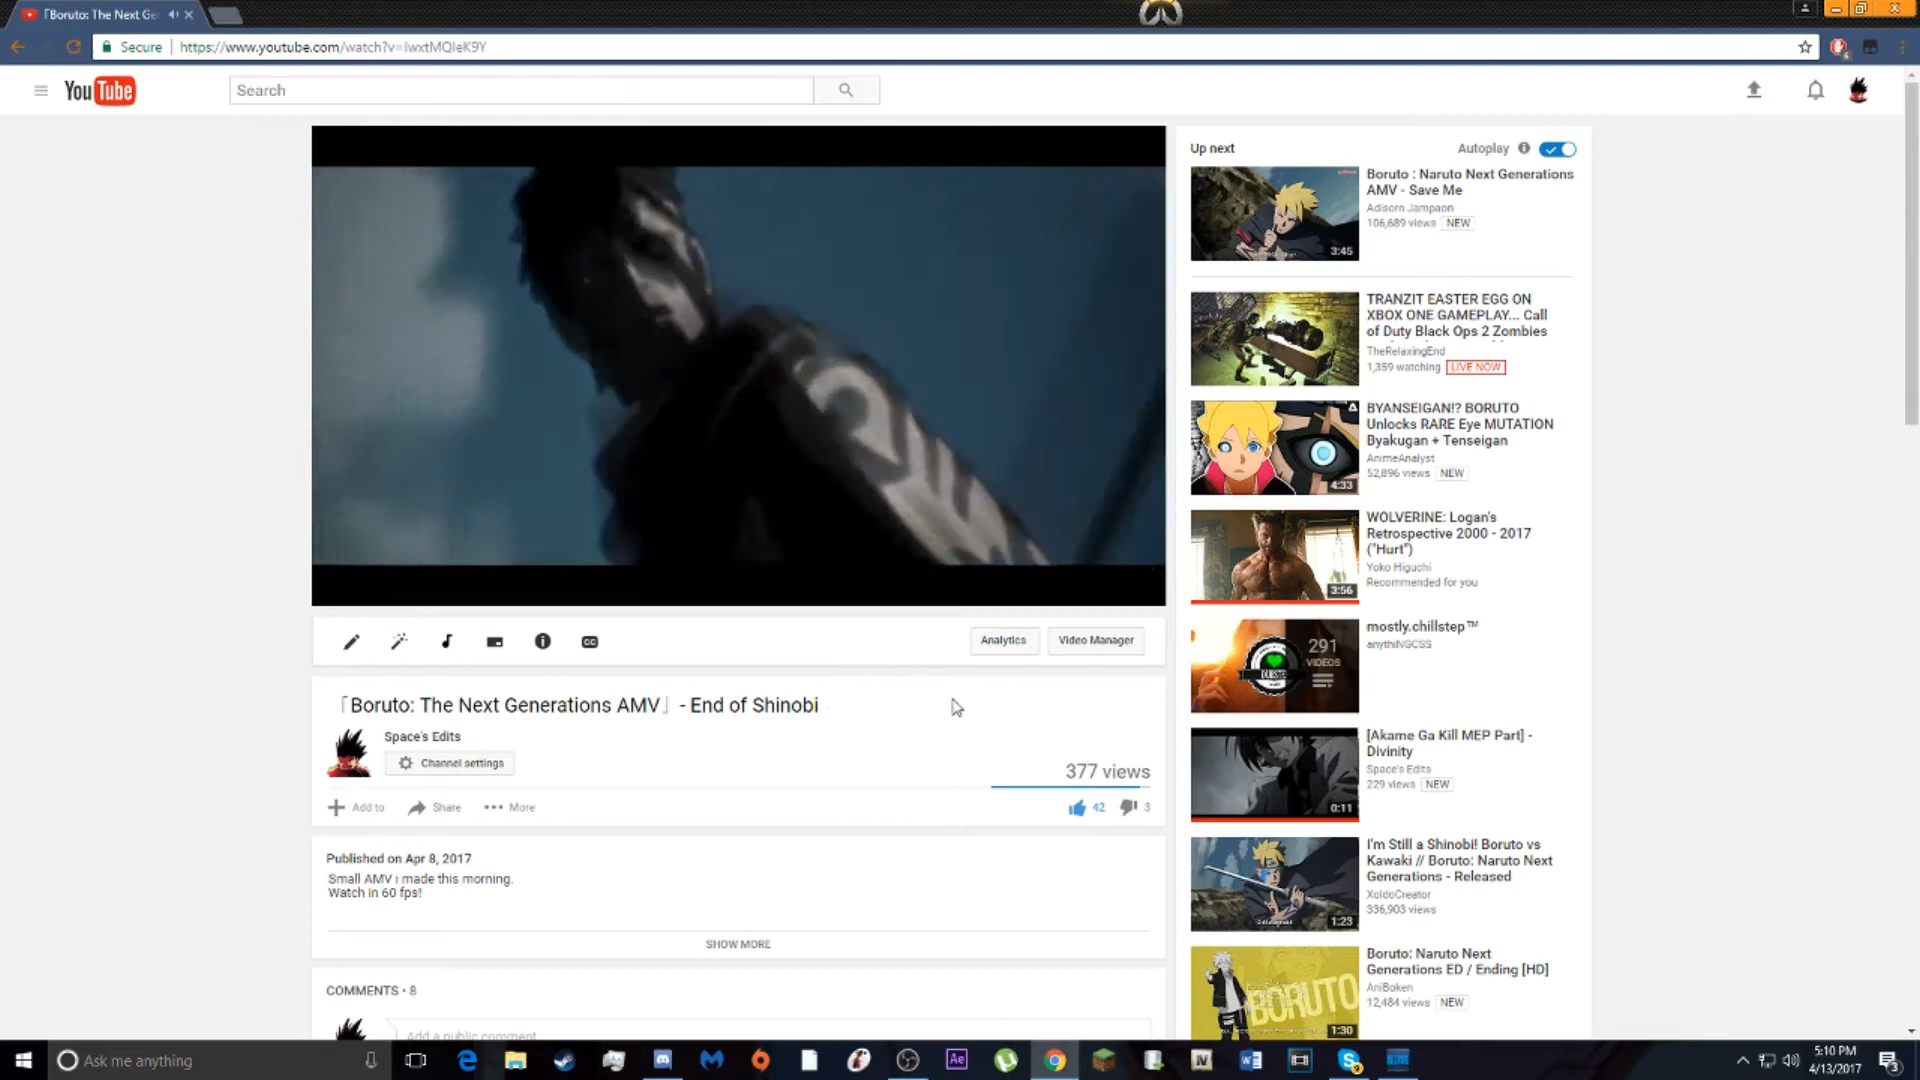 「Boruto: The Next Ge
Secure https://www.youtube.com/watch?v=IwxtMQIeK9Y
YouTube
Search
Up next
Autoplay
Boruto : Naruto Next Generations
AMV - Save Me
Adisorn Jampaon
106,689 views NEW
3:45
TRANZIT EASTER EGG ON
XBOX ONE GAMEPLAY... Call
of Duty Black Ops 2 Zombies
TheRelaxingEnd
1,359 watching LIVE NOW
BYANSEIGAN!? BORUTO
Unlocks RARE Eye MUTATION
Byakugan + Tenseigan
AnimeAnalyst
52,896 views NEW
4:33
WOLVERINE: Logan's
Retrospective 2000 - 2017
("Hurt")
Yoko Higuchi
Recommended for you
3:56
mostly.chillstep™
anythiNGCSS
291
VIDEOS
[Akame Ga Kill MEP Part] -
Divinity
Space's Edits
229 views NEW
0:11
I'm Still a Shinobi! Boruto vs
Kawaki // Boruto: Naruto Next
Generations - Released
XoldoCreator
336,903 views
1:23
Boruto: Naruto Next
Generations ED / Ending [HD]
AniBoken
12,484 views NEW
BORUTO
1:30
CC
Analytics
Video Manager
「Boruto: The Next Generations AMV」 - End of Shinobi
Space's Edits
Channel settings
377 views
Add to
Share
More
42
3
Published on Apr 8, 2017
Small AMV i made this morning.
Watch in 60 fps!
SHOW MORE
COMMENTS • 8
Add a public comment
Ask me anything
Ae
5:10 PM
4/13/2017
3